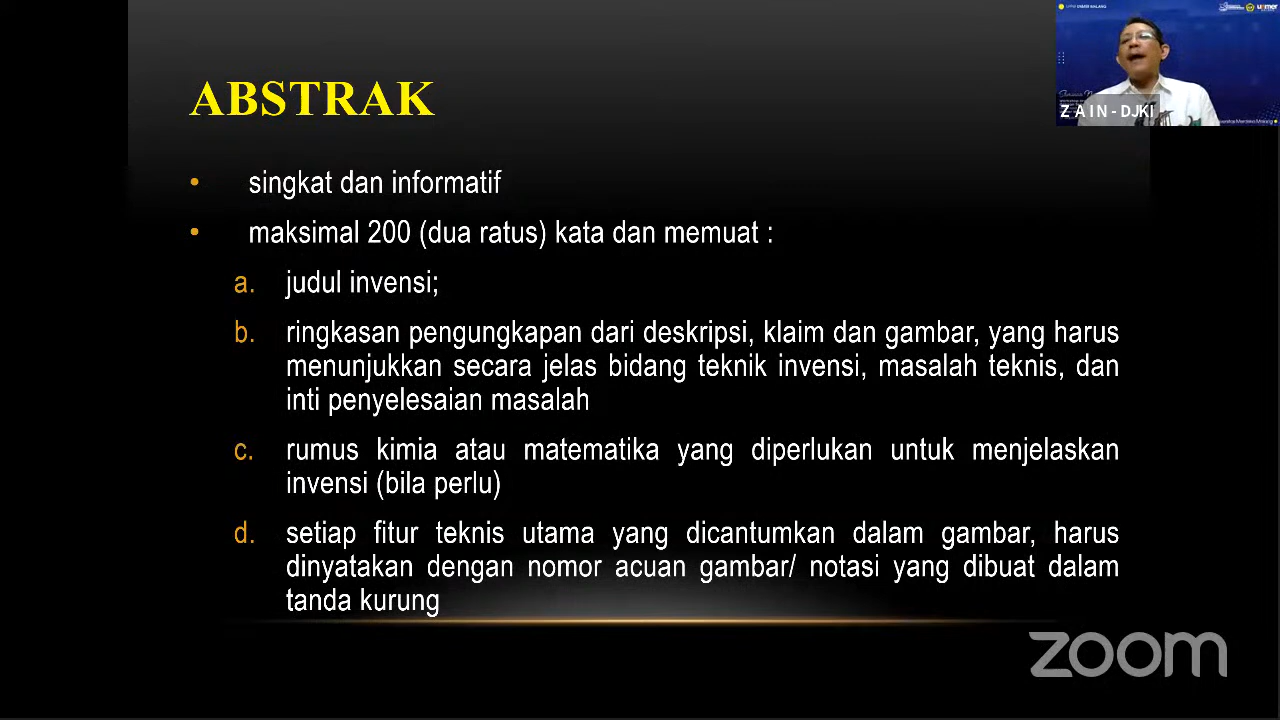 ABSTRAK
• singkat dan informatif
• maksimal 200 (dua ratus) kata dan memuat :
a. judul invensi;
b. ringkasan pengungkapan dari deskripsi, klaim dan gambar, yang harus
menunjukkan secara jelas bidang teknik invensi, masalah teknis, dan
inti penyelesaian masalah
c. rumus kimia atau matematika yang diperlukan untuk menjelaskan
invensi (bila perlu)
d. setiap fitur teknis utama yang dicantumkan dalam gambar, harus
dinyatakan dengan nomor acuan gambar/ notasi yang dibuat dalam
tanda kurung
Z A I N - DJKI
zoom